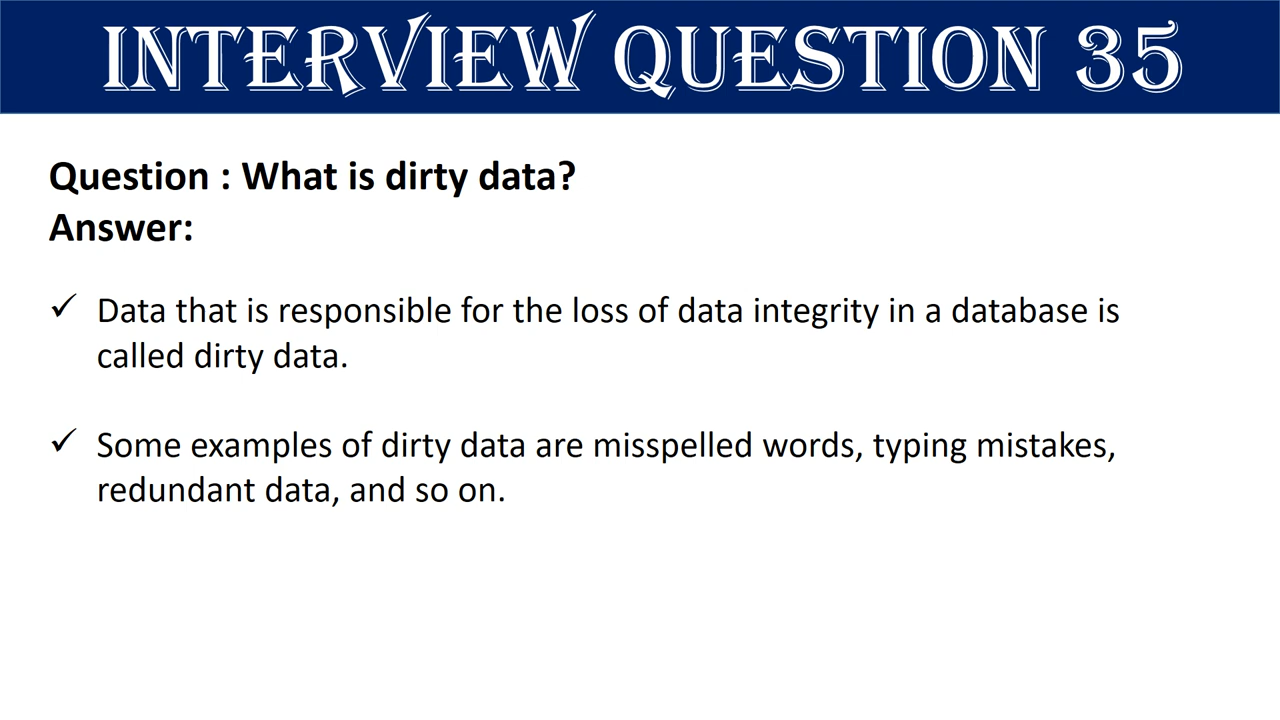 INTERVIEW QUESTION 35
Question : What is dirty data?
Answer:
✓ Data that is responsible for the loss of data integrity in a database is
called dirty data.
✓ Some examples of dirty data are misspelled words, typing mistakes,
redundant data, and so on.